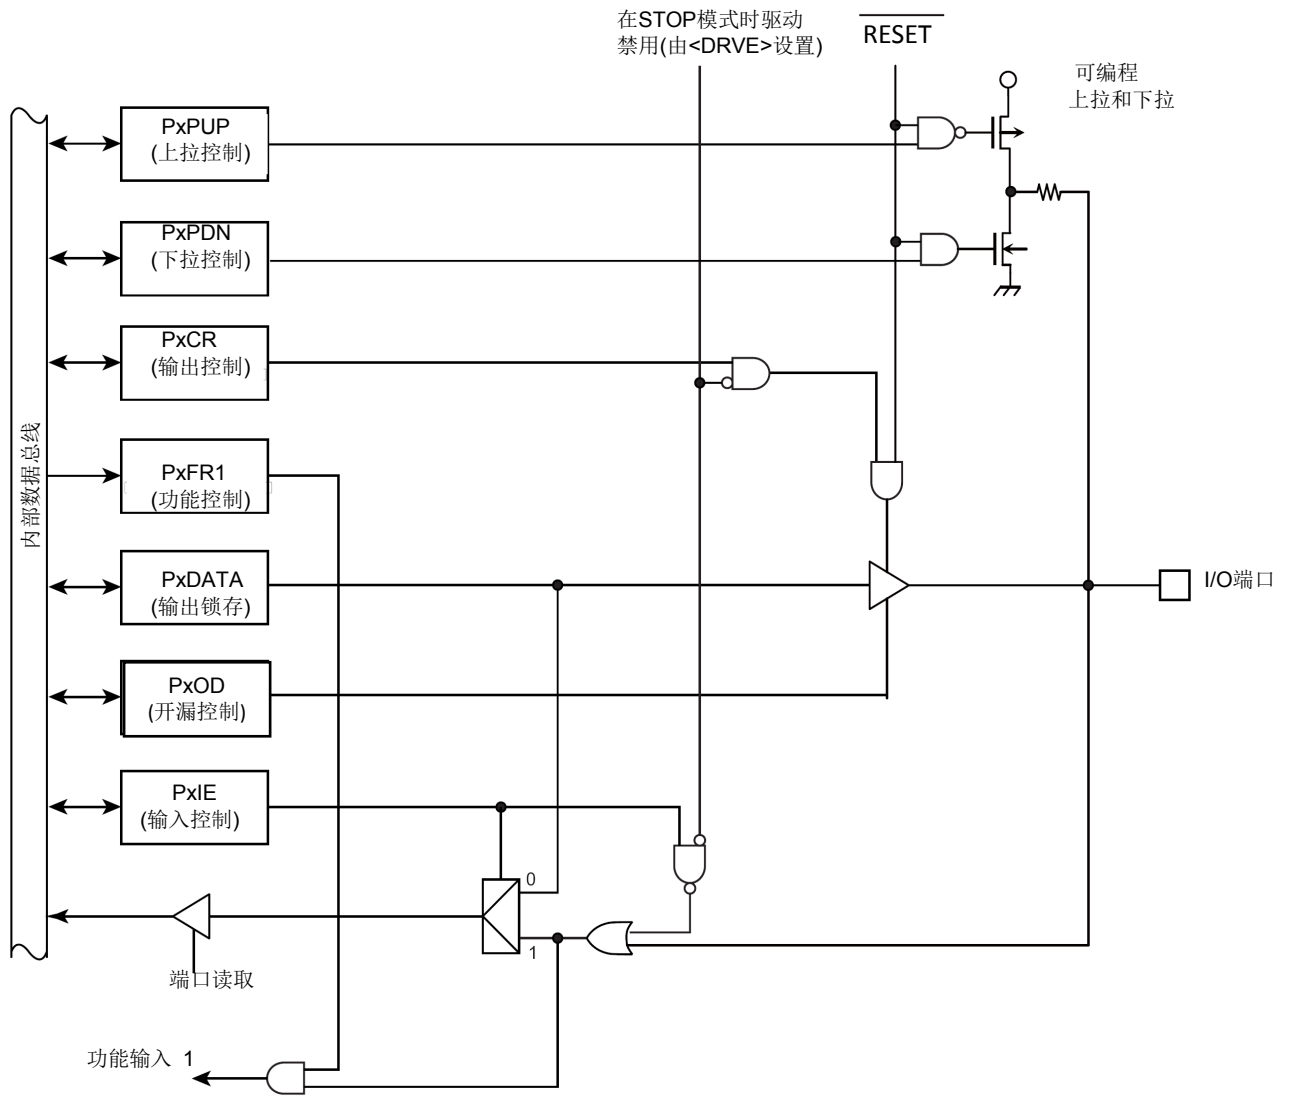 在STOP模式时驱动
禁用(由<DRVE>设置)
RESET
可编程
上拉和下拉
PxPUP
(上拉控制)
PxPDN
(下拉控制)
PxCR
(输出控制)
内部数据总线
PxFR1
(功能控制)
PxDATA
(输出锁存)
I/O端口
PxOD
(开漏控制)
PxIE
(输入控制)
0
1
端口读取
功能输入 1